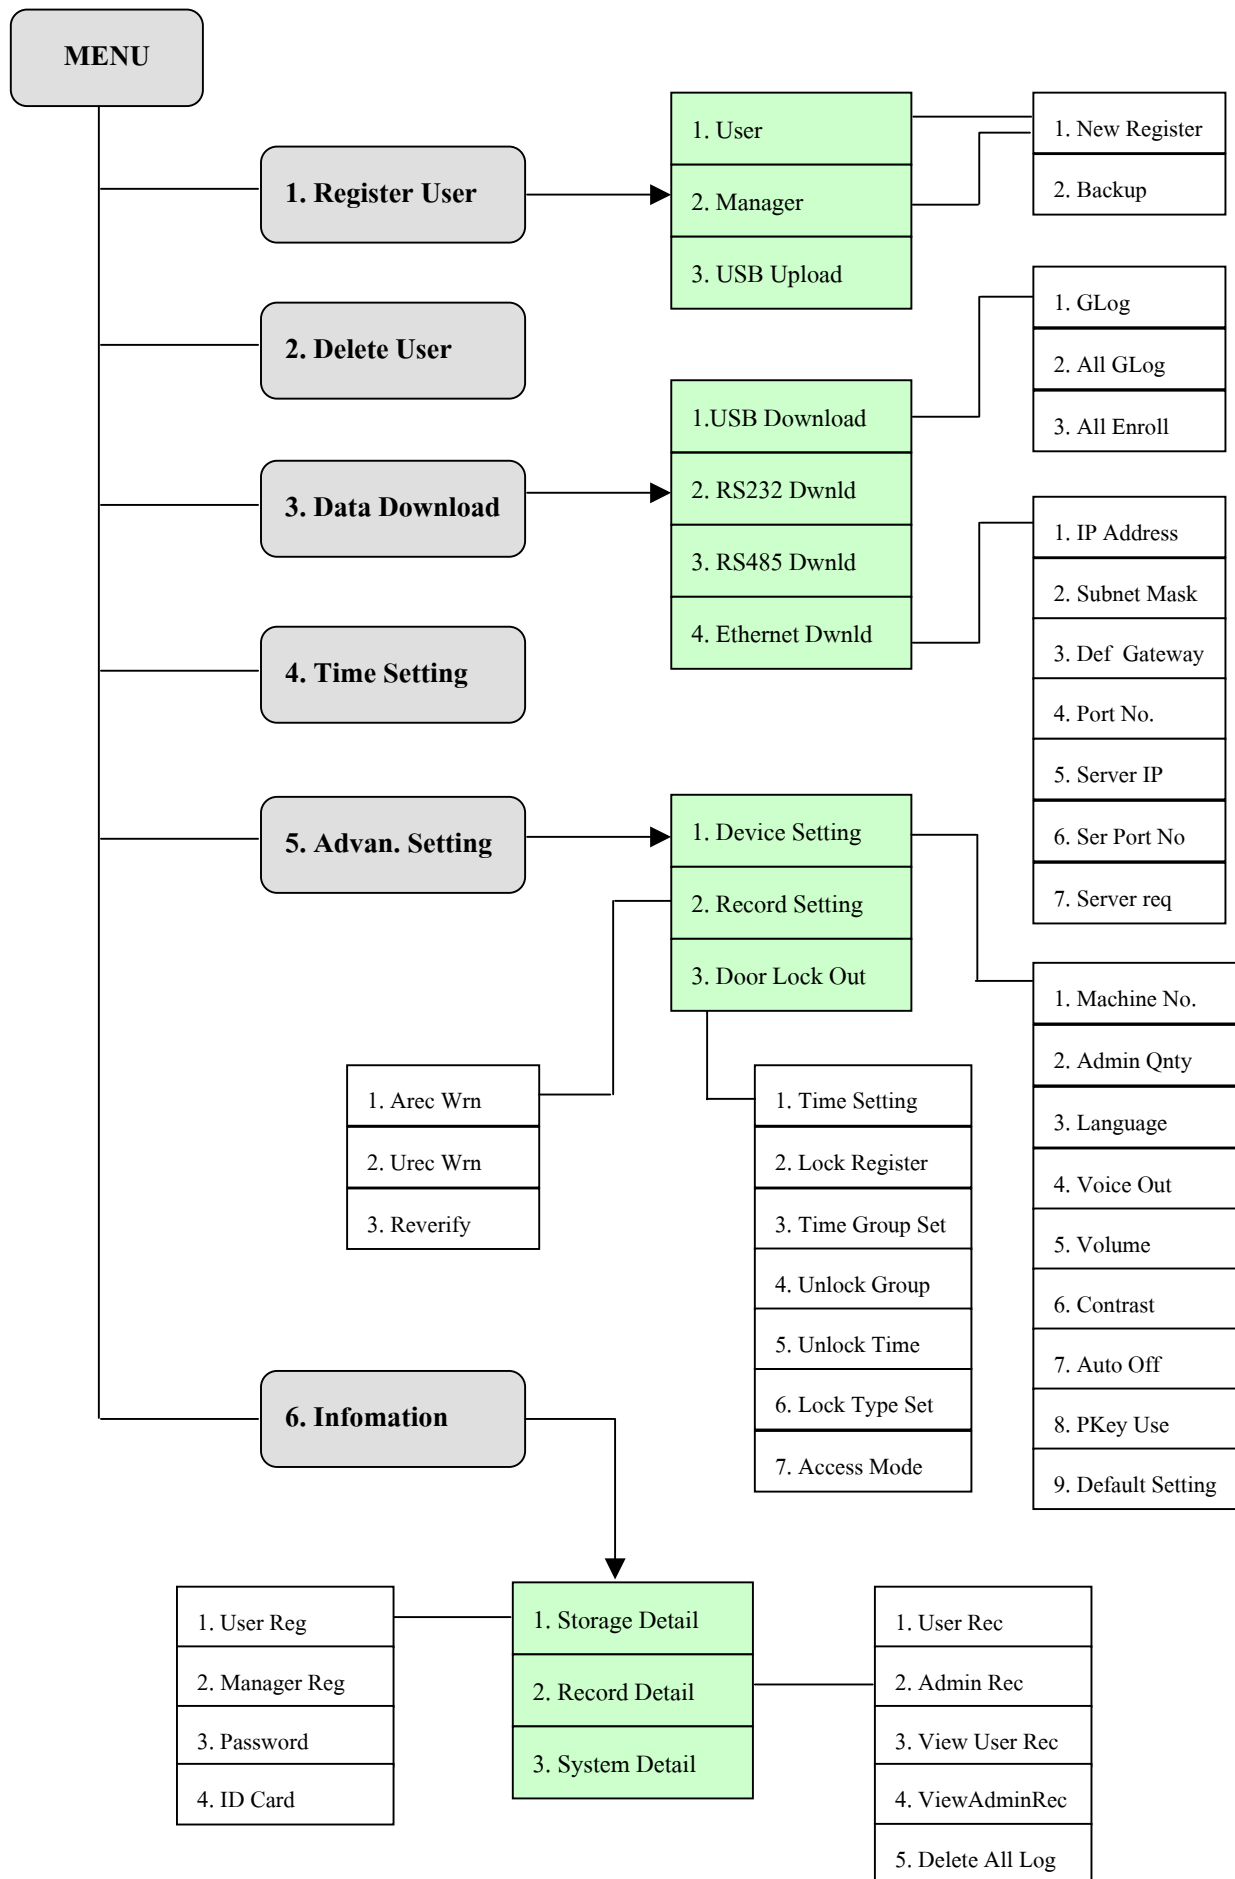 MENU
1. Register User
1. User
2. Manager
3. USB Upload
1. New Register
2. Backup
2. Delete User
3. Data Download
1.USB Download
2. RS232 Dwnld
3. RS485 Dwnld
4. Ethernet Dwnld
1. GLog
2. All GLog
3. All Enroll
1. IP Address
2. Subnet Mask
3. Def  Gateway
4. Port No.
5. Server IP
6. Ser Port No
7. Server req
4. Time Setting
5. Advan. Setting
1. Device Setting
2. Record Setting
3. Door Lock Out
1. Machine No.
2. Admin Qnty
3. Language
4. Voice Out
5. Volume
6. Contrast
7. Auto Off
8. PKey Use
9. Default Setting
1. Arec Wrn
2. Urec Wrn
3. Reverify
1. Time Setting
2. Lock Register
3. Time Group Set
4. Unlock Group
5. Unlock Time
6. Lock Type Set
7. Access Mode
6. Infomation
1. Storage Detail
2. Record Detail
3. System Detail
1. User Reg
2. Manager Reg
3. Password
4. ID Card
1. User Rec
2. Admin Rec
3. View User Rec
4. ViewAdminRec
5. Delete All Log